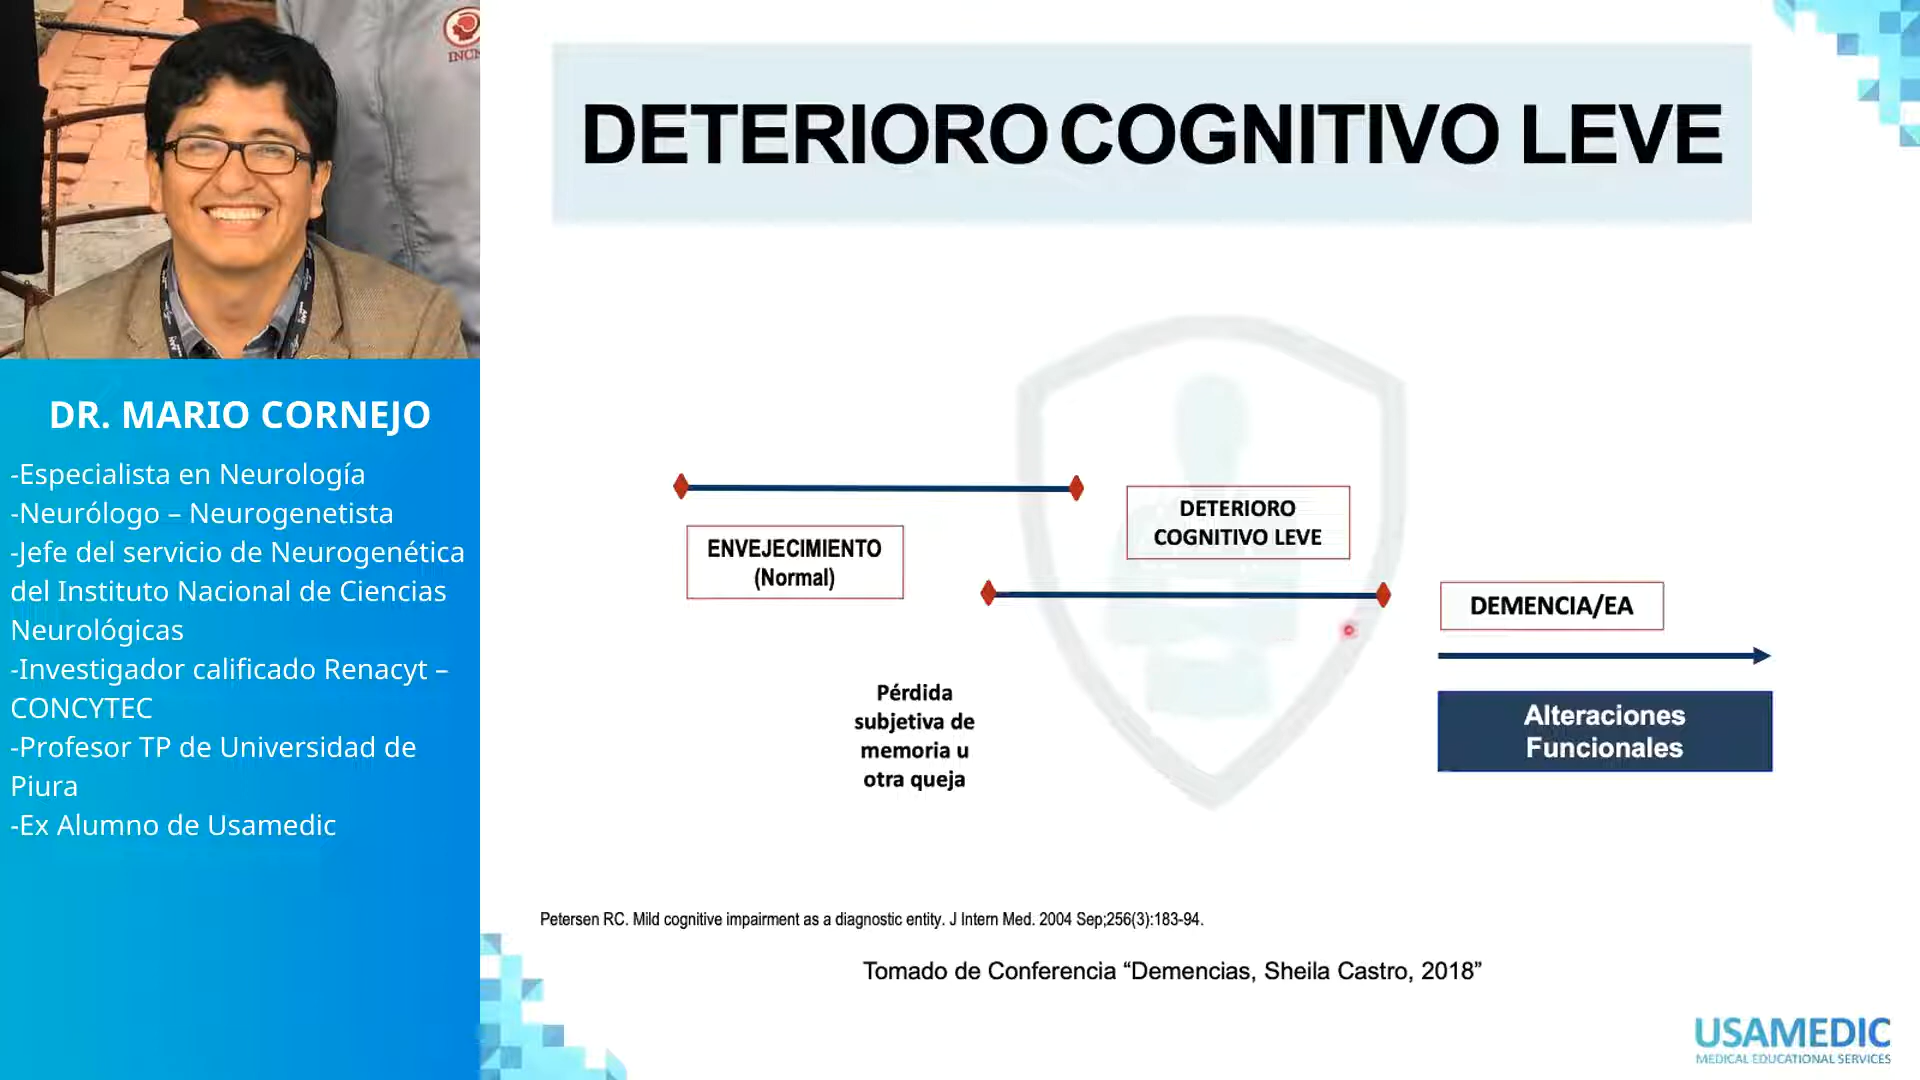 INCN
DR. MARIO CORNEJO
-Especialista en Neurología
-Neurólogo – Neurogenetista
-Jefe del servicio de Neurogenética
del Instituto Nacional de Ciencias
Neurológicas
-Investigador calificado Renacyt –
CONCYTEC
-Profesor TP de Universidad de
Piura
-Ex Alumno de Usamedic
DETERIORO COGNITIVO LEVE
ENVEJECIMIENTO
(Normal)
DETERIORO
COGNITIVO LEVE
DEMENCIA/EA
Pérdida
subjetiva de
memoria u
otra queja
Alteraciones
Funcionales
Petersen RC. Mild cognitive impairment as a diagnostic entity. J Intern Med. 2004 Sep;256(3):183-94.
Tomado de Conferencia “Demencias, Sheila Castro, 2018”
USAMEDIC
MEDICAL EDUCATIONAL SERVICES